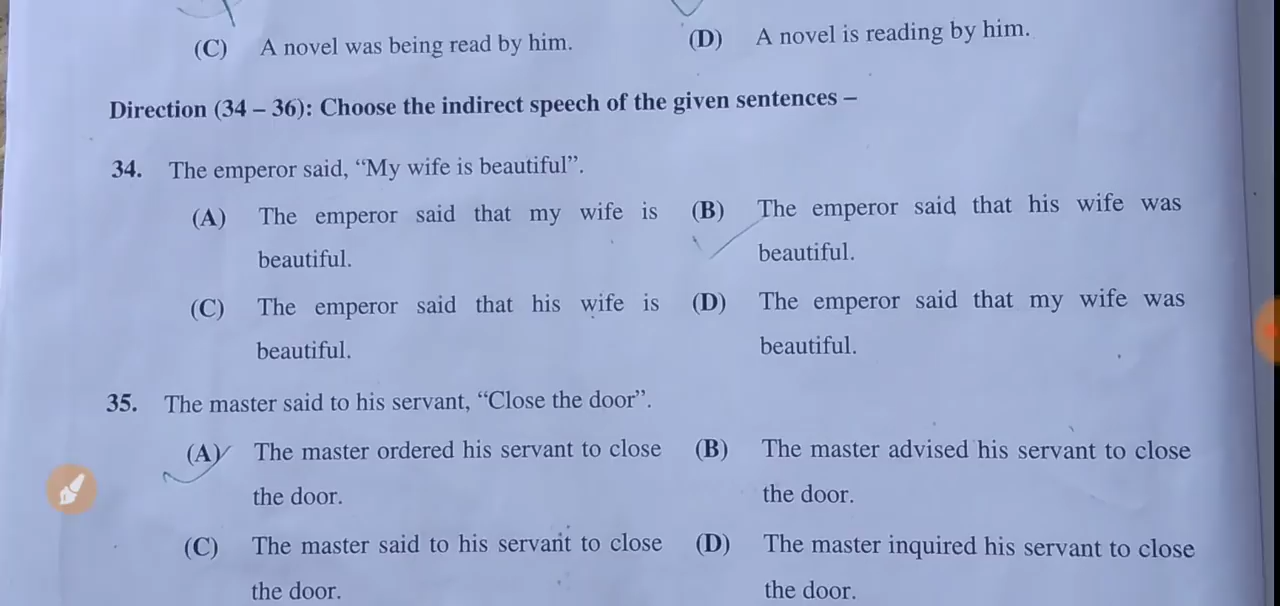 (C) A novel was being read by him. (D) A novel is reading by him.
Direction (34 – 36): Choose the indirect speech of the given sentences –
34. The emperor said, “My wife is beautiful”.
(A) The emperor said that my wife is
beautiful.
(B) The emperor said that his wife was
beautiful.
(C) The emperor said that his wife is
beautiful.
(D) The emperor said that my wife was
beautiful.
35. The master said to his servant, “Close the door”.
(A) The master ordered his servant to close
the door.
(B) The master advised his servant to close
the door.
(C) The master said to his servant to close
the door.
(D) The master inquired his servant to close
the door.